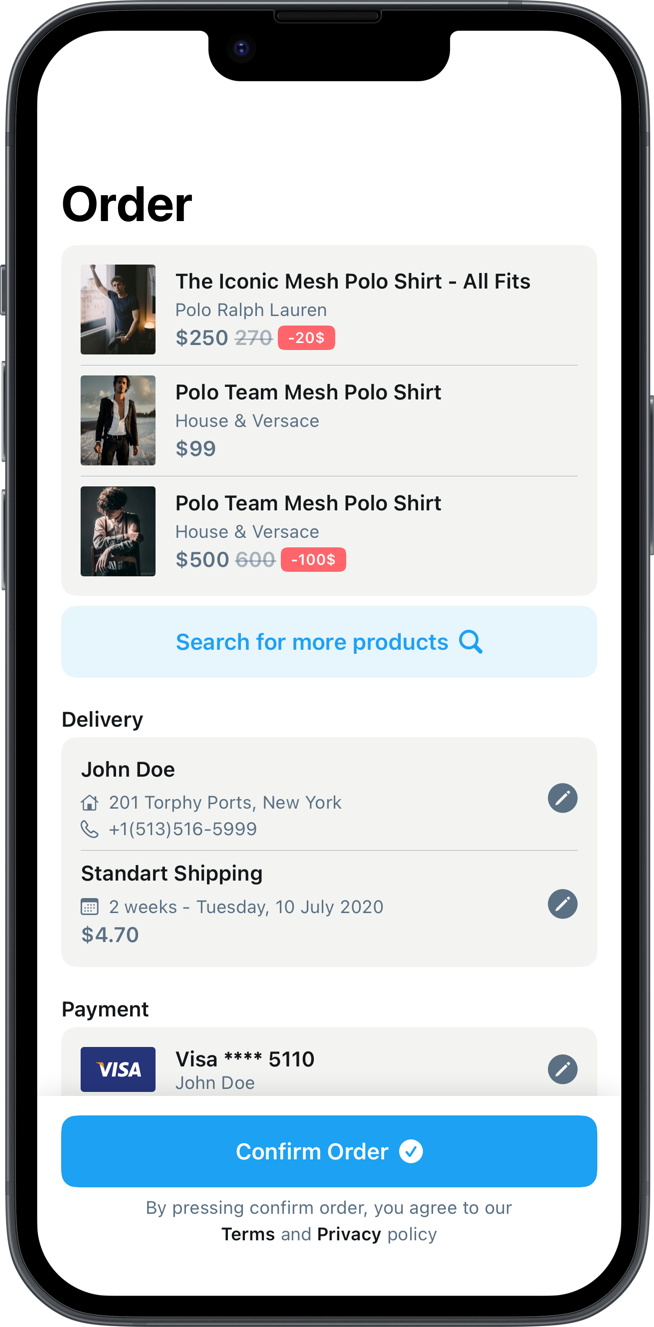 Order
The Iconic Mesh Polo Shirt - All Fits
Polo Ralph Lauren
$250 270 -20$
Polo Team Mesh Polo Shirt
House & Versace
$99
Polo Team Mesh Polo Shirt
House & Versace
$500 600 -100$
Search for more products
Delivery
John Doe
201 Torphy Ports, New York
+1(513)516-5999
Standart Shipping
2 weeks - Tuesday, 10 July 2020
$4.70
Payment
VISA
Visa **** 5110
John Doe
Confirm Order
By pressing confirm order, you agree to our
Terms and Privacy policy